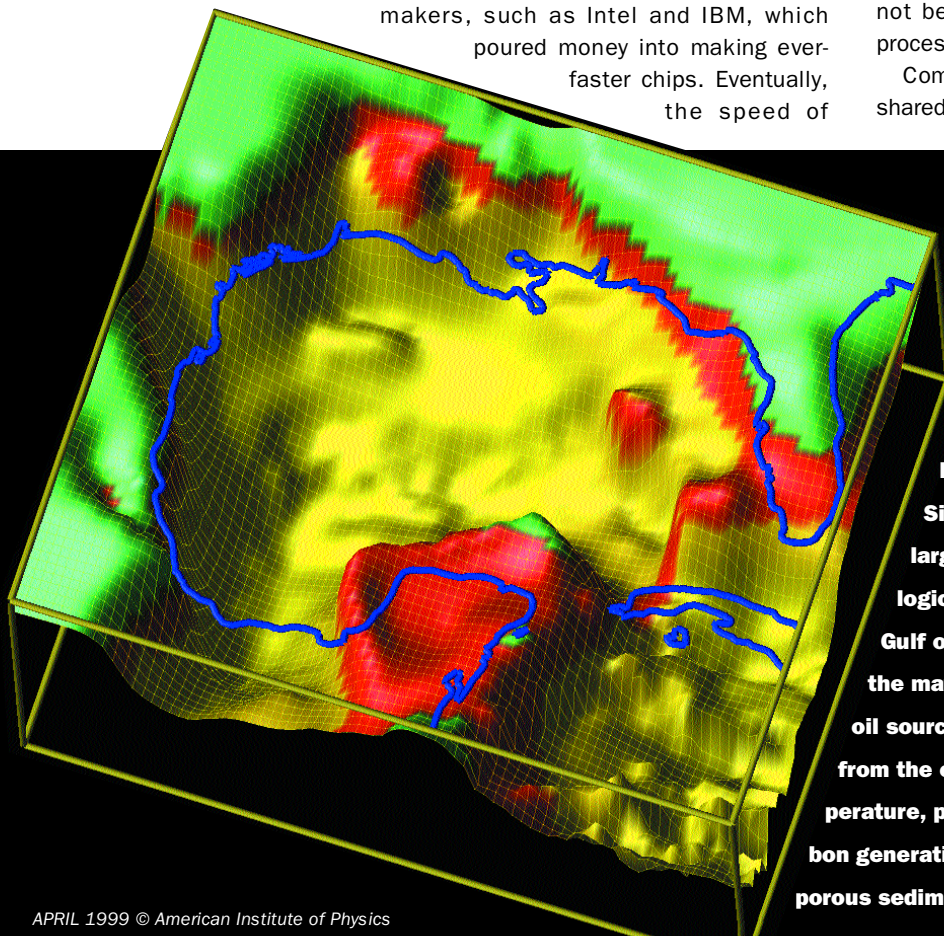 makers, such as Intel and IBM, which
poured money into making ever-
faster chips. Eventually,
the speed of
not be
proces
Com
shared
Si
larg
logic
Gulf o
the ma
oil sourc
from the
perature, p
bon generati
porous sedim
APRIL 1999 © American Institute of Physics